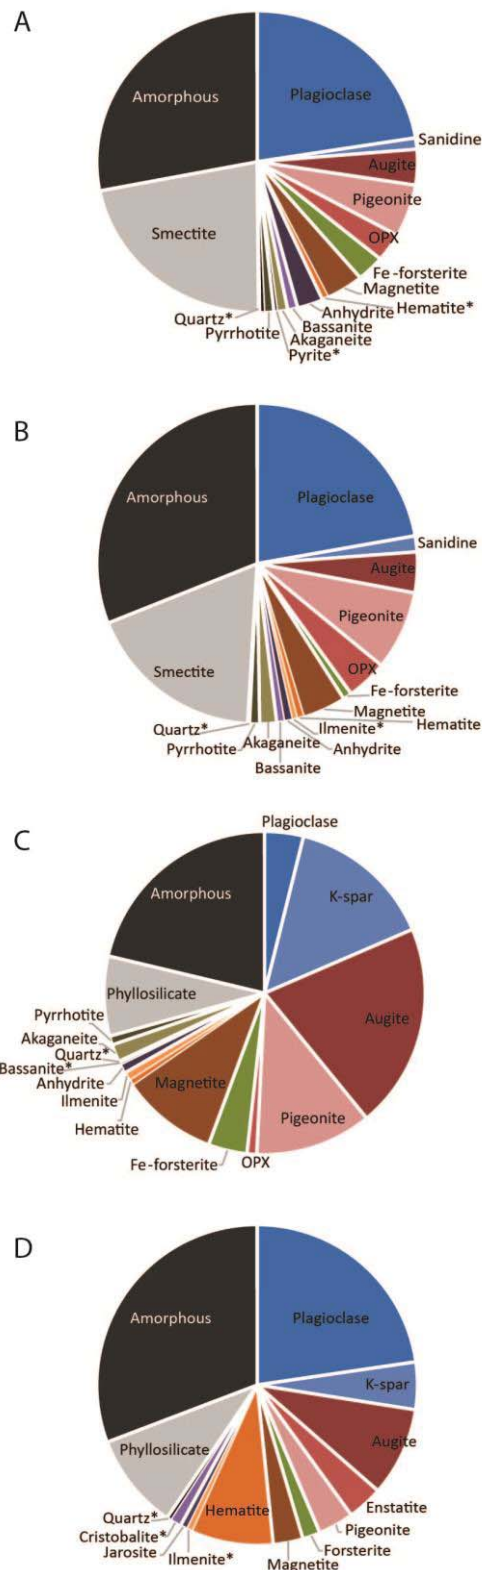 A
Amorphous
Plagioclase
Sanidine
Augite
Pigeonite
OPX
Fe-forsterite
Magnetite
Hematite*
Anhydrite
Bassanite
Akaganeite
Pyrite*
Pyrrhotite
Quartz*
Smectite
B
Amorphous
Plagioclase
Sanidine
Augite
Pigeonite
OPX
Fe-forsterite
Magnetite
Hematite
Ilmenite*
Anhydrite
Bassanite
Akaganeite
Pyrrhotite
Quartz*
Smectite
C
Plagioclase
K-spar
Augite
Pigeonite
OPX
Fe-forsterite
Magnetite
Hematite
Ilmenite
Anhydrite
Bassanite*
Quartz*
Akaganeite
Pyrrhotite
Phyllosilicate
Amorphous
D
Amorphous
Plagioclase
K-spar
Augite
Enstatite
Pigeonite
Forsterite
Magnetite
Hematite
Ilmenite*
Jarosite
Cristobalite*
Quartz*
Phyllosilicate